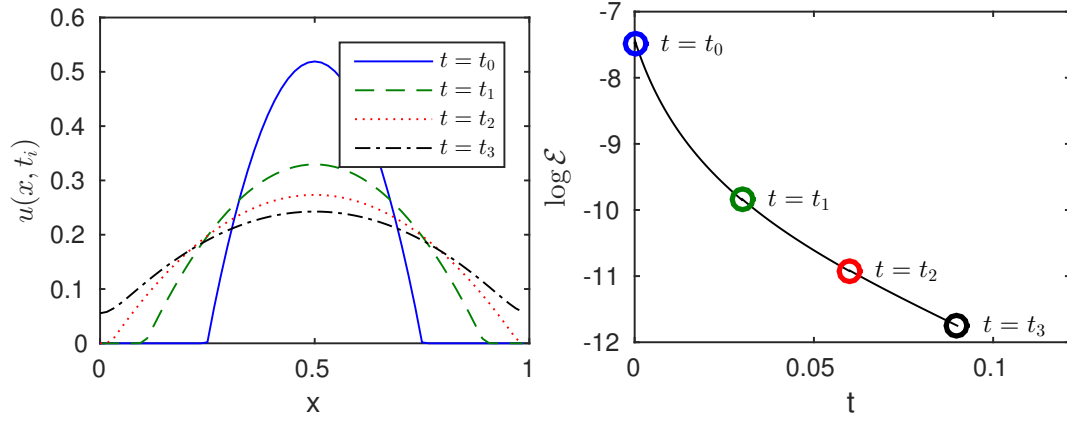 0.6
0.5
0.4
0.3
0.2
0.1
0
u(x, t_i)
t = t_0
t = t_1
t = t_2
t = t_3
0
0.5
1
x
-7
-8
-9
-10
-11
-12
log ℰ
t = t_0
t = t_1
t = t_2
t = t_3
0
0.05
0.1
t